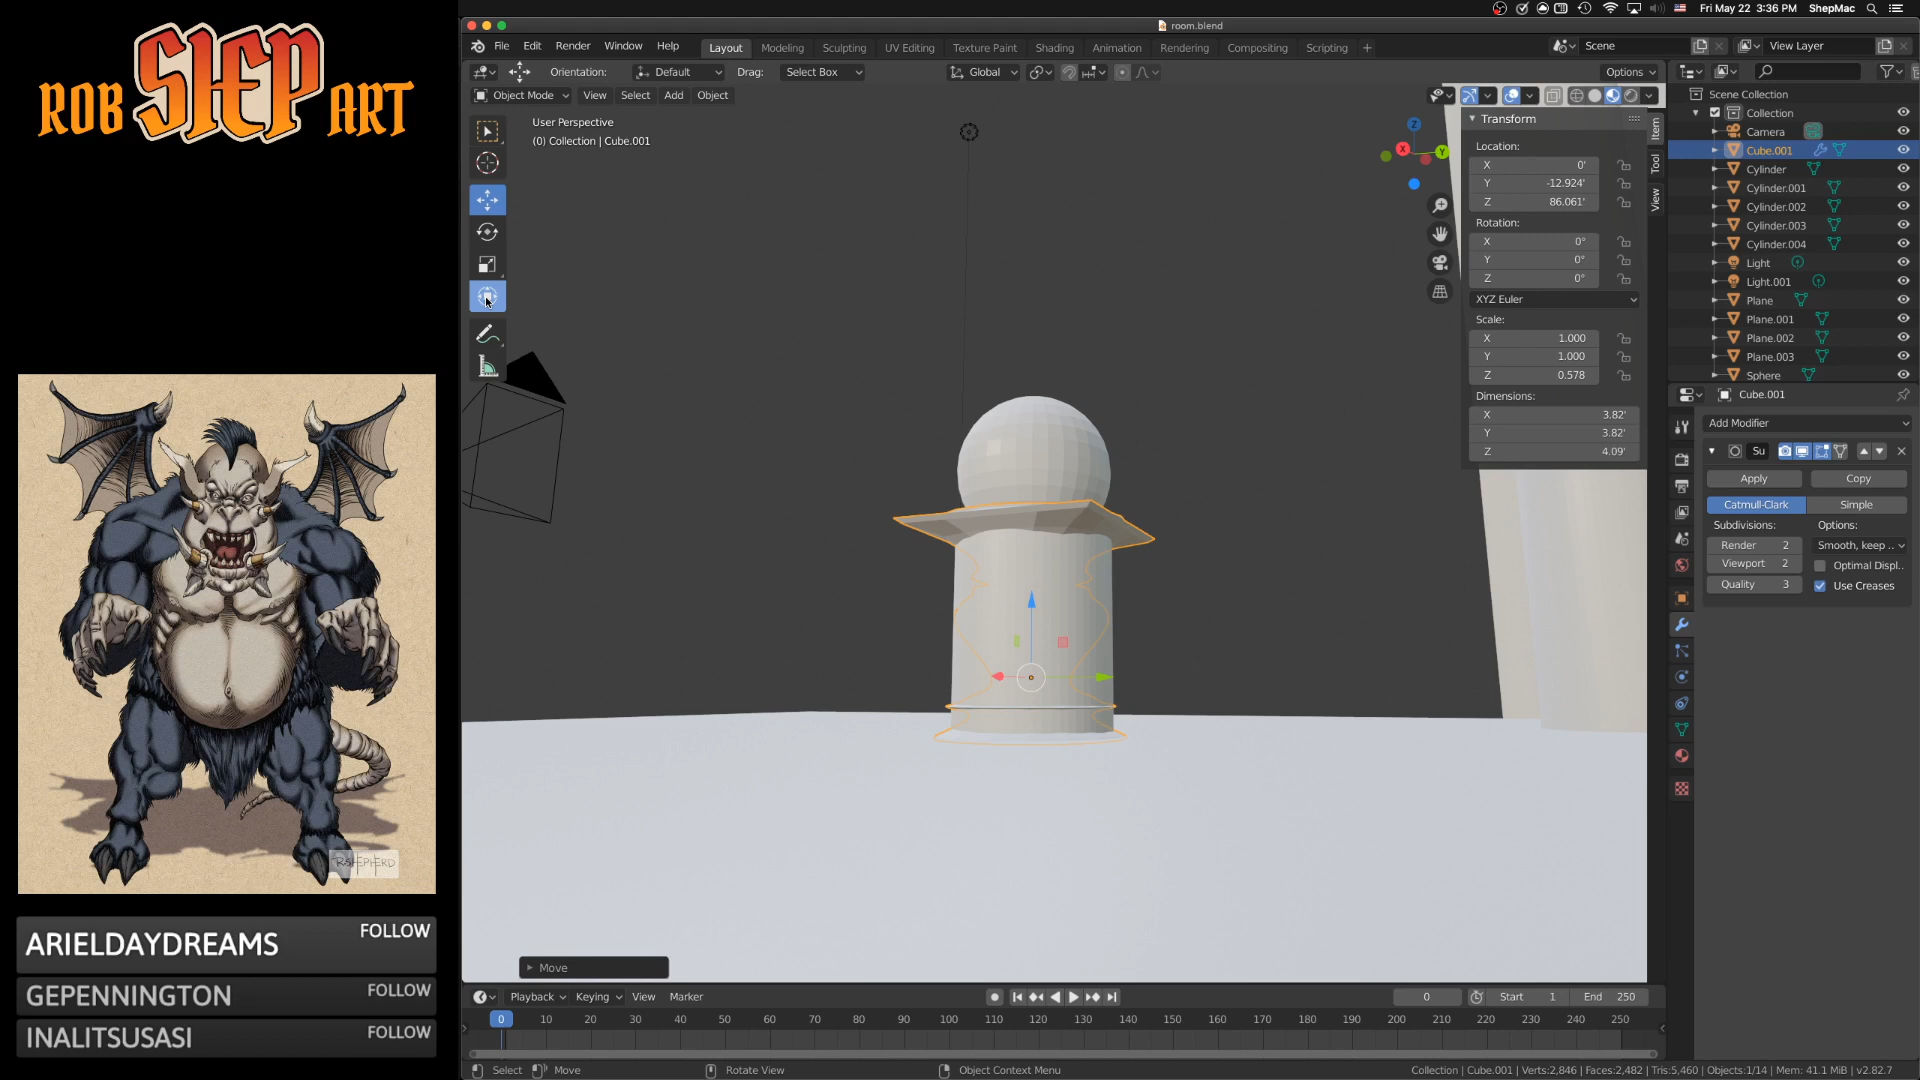 ROB SHEP ART
RSHEPHERD
ARIELDAYDREAMS FOLLOW
GEPENNINGTON FOLLOW
INALITSUSASI FOLLOW
Fri May 22 3:36 PM ShepMac
room.blend
File Edit Render Window Help Layout Modeling Sculpting UV Editing Texture Paint Shading Animation Rendering Compositing Scripting + Scene View Layer
Orientation: Default Drag: Select Box Global Options
Object Mode View Select Add Object
User Perspective
(0) Collection | Cube.001
Z
X
Y
Transform
Location:
X 0'
Y -12.924'
Z 86.061'
Rotation:
X 0°
Y 0°
Z 0°
XYZ Euler
Scale:
X 1.000
Y 1.000
Z 0.578
Dimensions:
X 3.82'
Y 3.82'
Z 4.09'
Item
Tool
View
Scene Collection
Collection
Camera
Cube.001
Cylinder
Cylinder.001
Cylinder.002
Cylinder.003
Cylinder.004
Light
Light.001
Plane
Plane.001
Plane.002
Plane.003
Sphere
Cube.001
Add Modifier
Su
Apply Copy
Catmull-Clark Simple
Subdivisions: Options:
Render 2 Smooth, keep ..
Viewport 2 Optimal Displ..
Quality 3 Use Creases
Move
Playback Keying View Marker 0 Start 1 End 250
0 10 20 30 40 50 60 70 80 90 100 110 120 130 140 150 160 170 180 190 200 210 220 230 240 250
Select Move Rotate View Object Context Menu Collection | Cube.001 | Verts:2,846 | Faces:2,482 | Tris:5,460 | Objects:1/14 | Mem: 41.1 MiB | v2.82.7